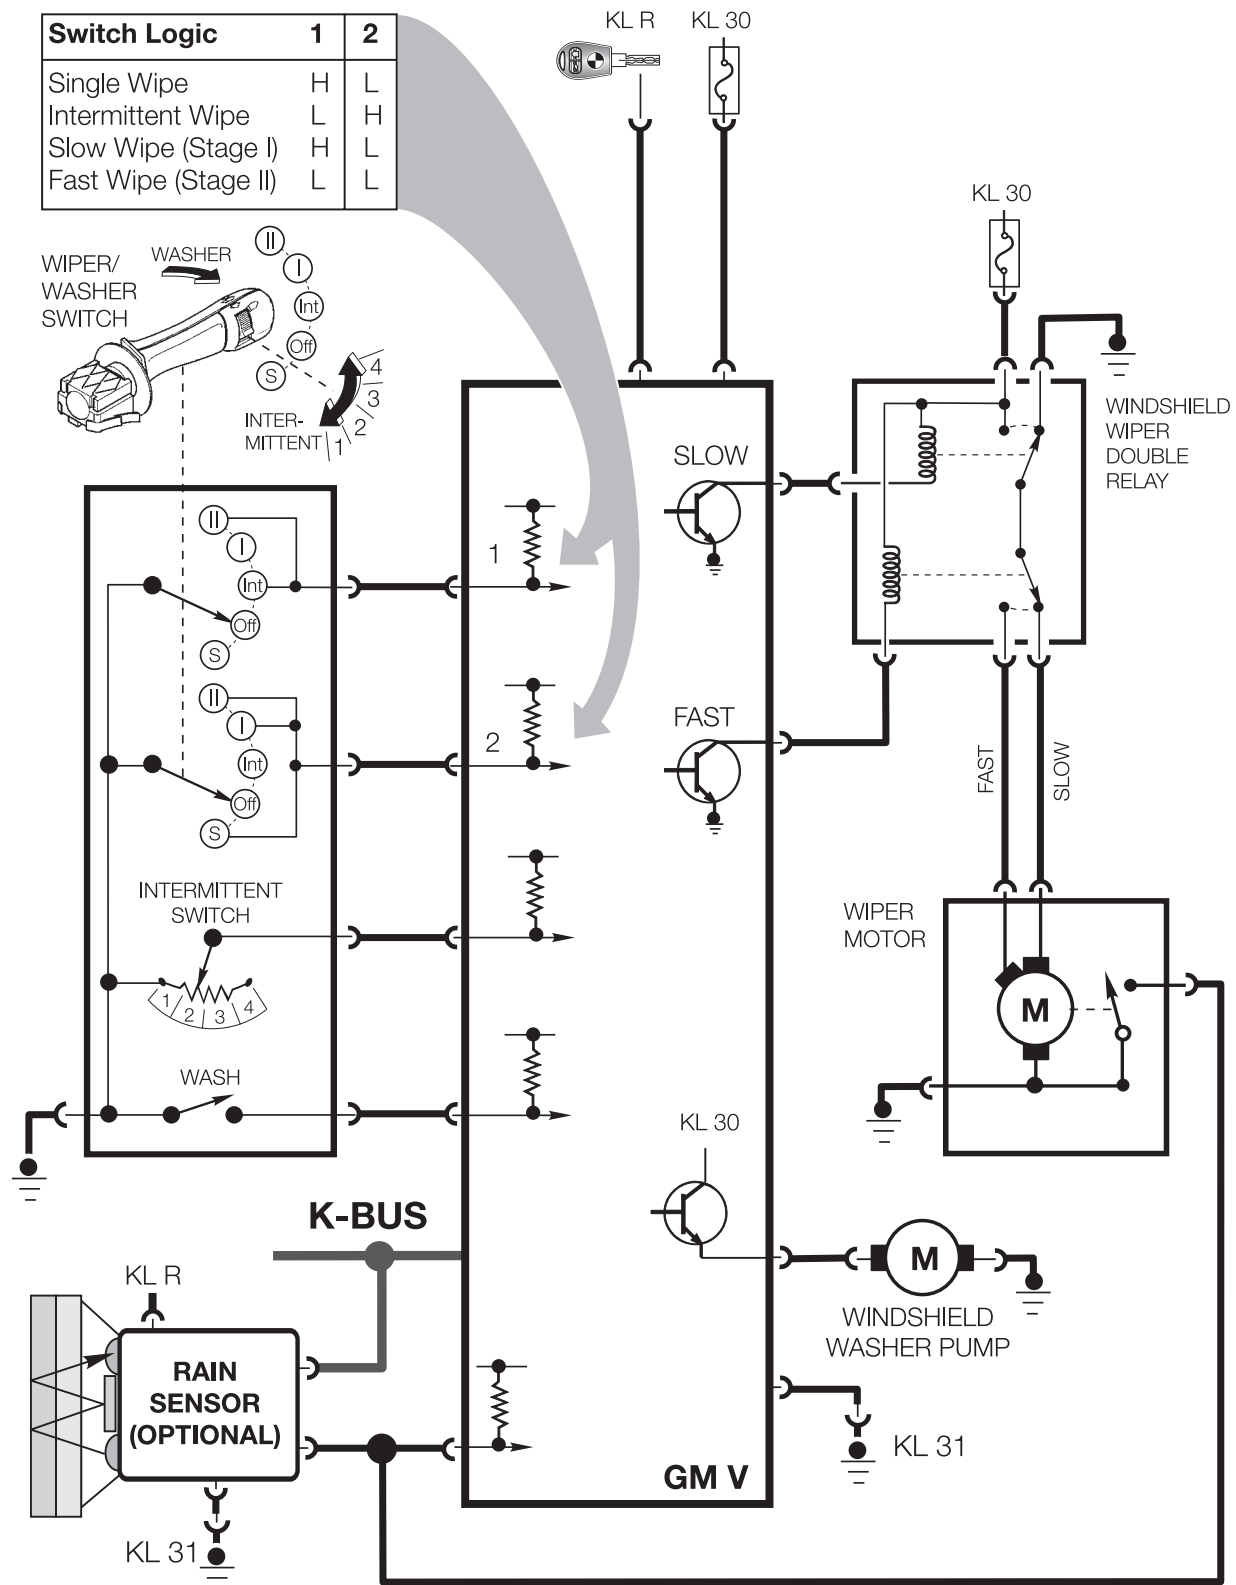 Switch Logic 1 2
Single Wipe H L
Intermittent Wipe L H
Slow Wipe (Stage I) H L
Fast Wipe (Stage II) L L
KL R
KL 30
KL 30
WIPER/
WASHER
SWITCH
WASHER
II
I
Int
Off
S
INTER-
MITTENT
1
2
3
4
WINDSHIELD
WIPER
DOUBLE
RELAY
SLOW
II
I
Int
Off
S
1
FAST
II
I
Int
Off
S
2
FAST
SLOW
INTERMITTENT
SWITCH
1
2
3
4
WIPER
MOTOR
M
WASH
KL 30
K-BUS
M
WINDSHIELD
WASHER PUMP
KL R
RAIN
SENSOR
(OPTIONAL)
KL 31
GM V
KL 31